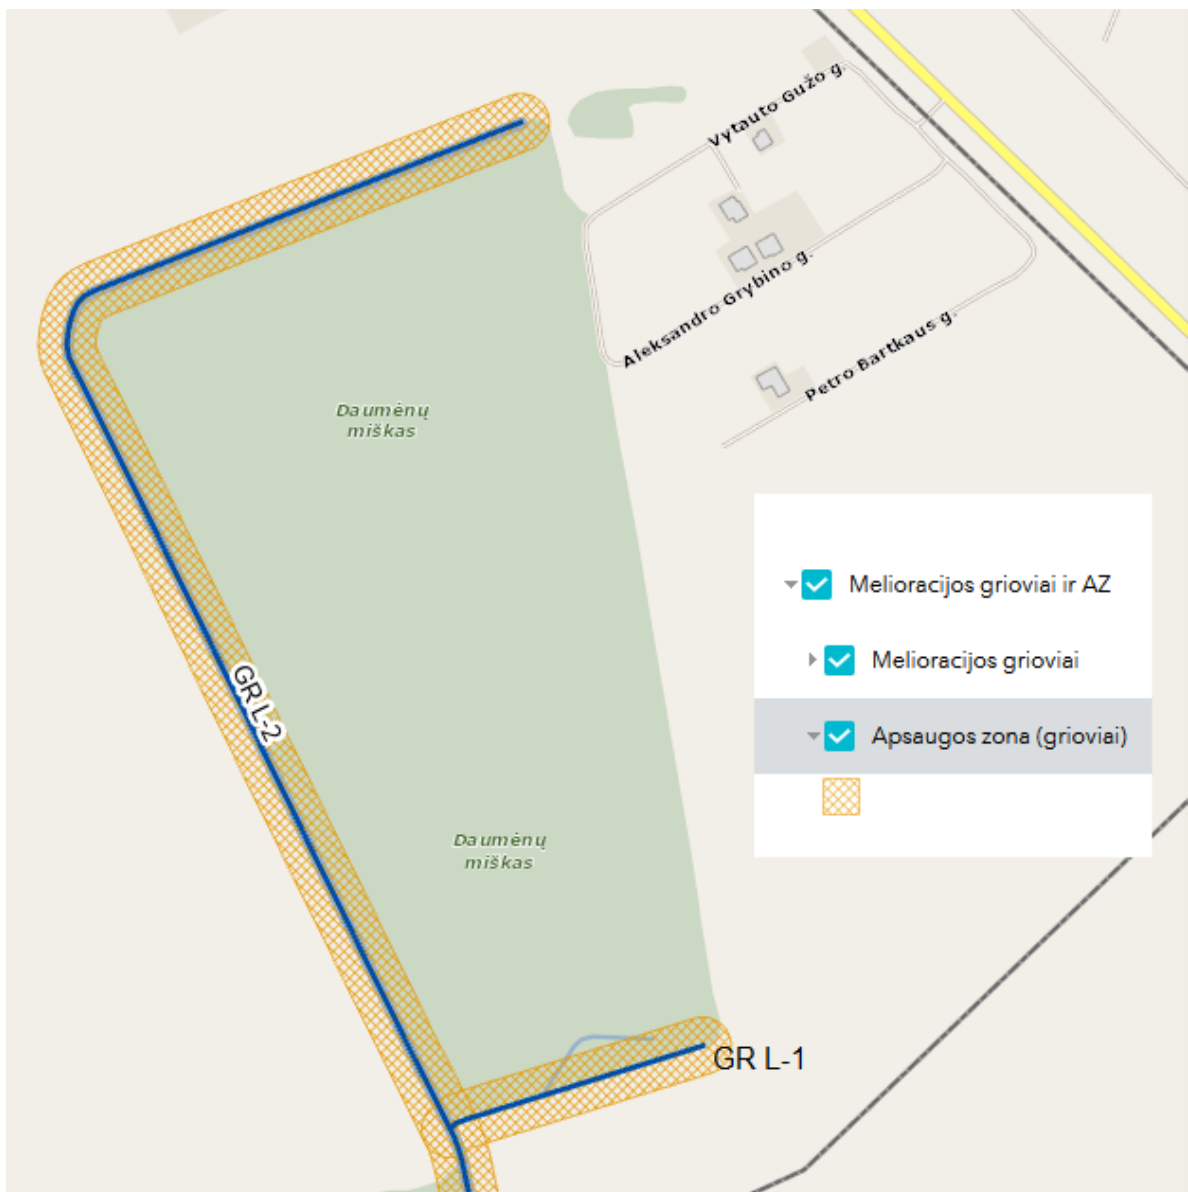 Vytauto Gužo g.
Aleksandro Grybino g.
Petro Bartkaus g.
Daumėnų
miškas
Melioracijos grioviai ir AZ
Melioracijos grioviai
Apsaugos zona (grioviai)
GR L-2
Daumėnų
miškas
GR L-1